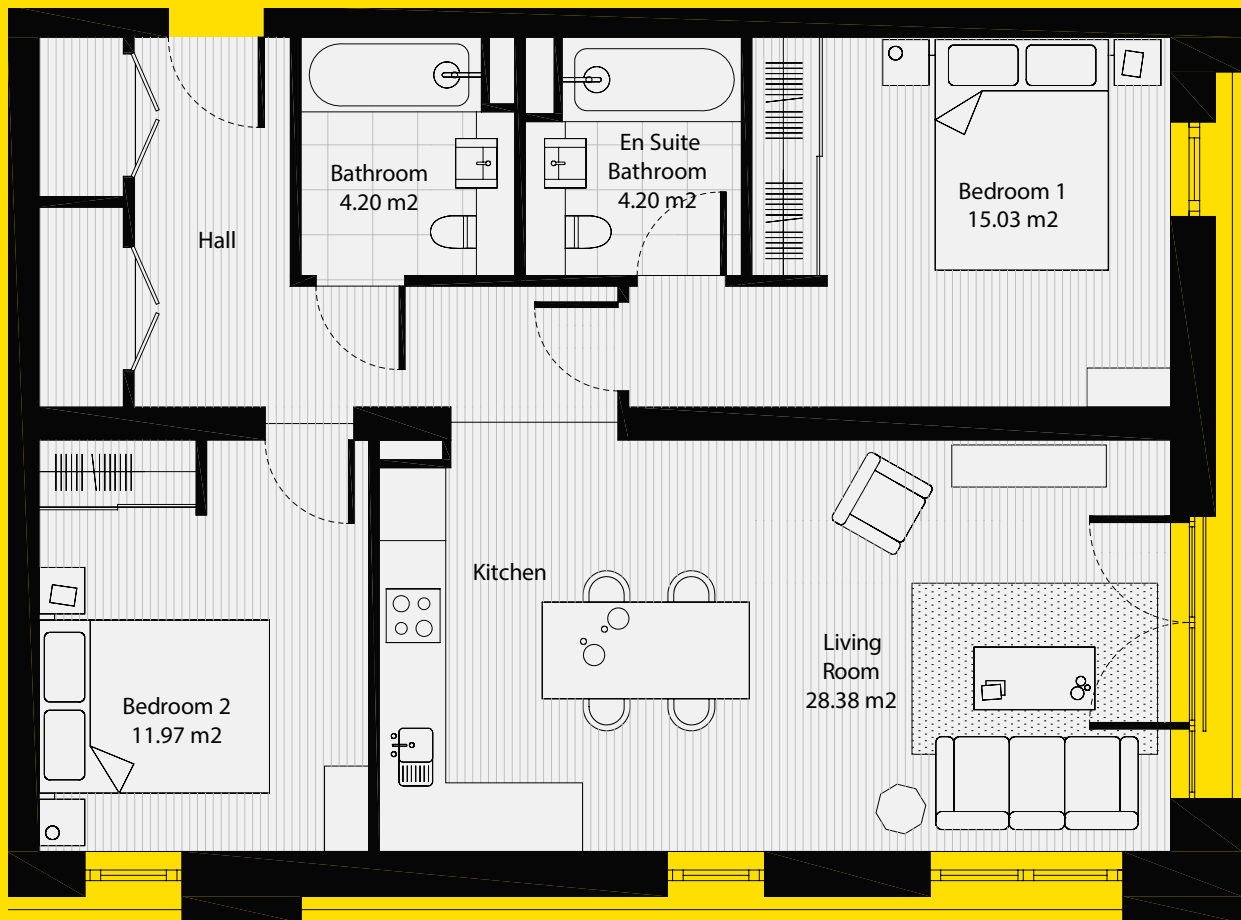 Bathroom
4.20 m2
En Suite
Bathroom
4.20 m2
Bedroom 1
15.03 m2
Hall
Kitchen
Living
Room
28.38 m2
Bedroom 2
11.97 m2